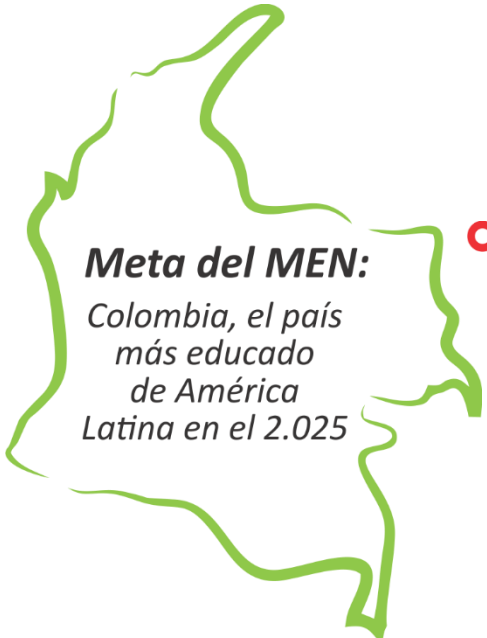 Meta del MEN:
Colombia, el país
más educado
de América
Latina en el 2.025